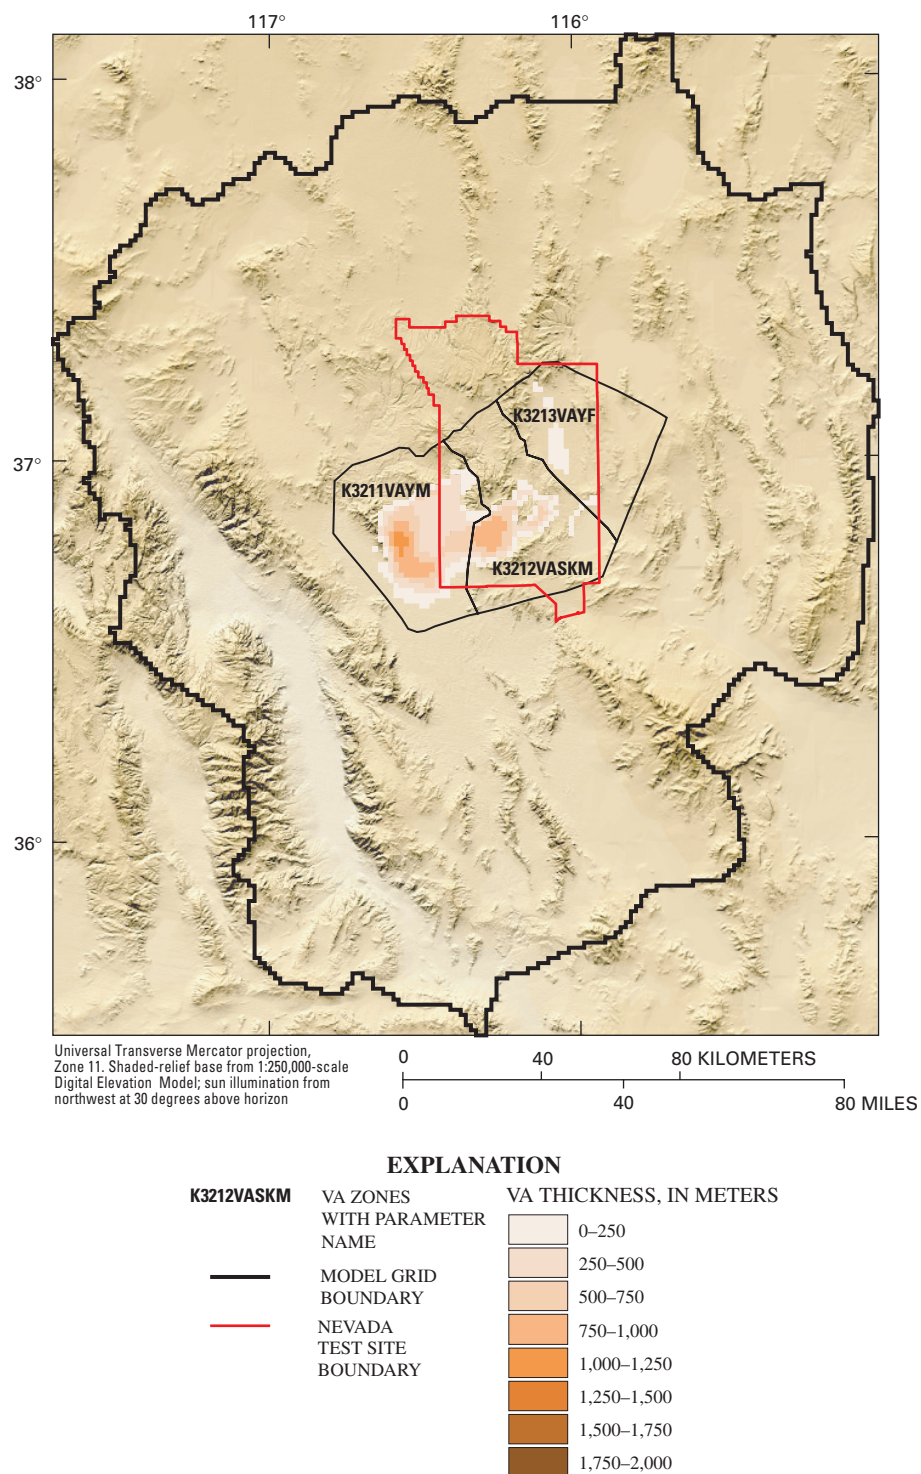 117°
116°
38°
37°
36°
K3213VAYF
K3211VAYM
K3212VASKM
Universal Transverse Mercator projection,
Zone 11. Shaded-relief base from 1:250,000-scale
Digital Elevation Model; sun illumination from
northwest at 30 degrees above horizon
0 40 80 KILOMETERS
0 40 80 MILES
EXPLANATION
K3212VASKM
VA ZONES
WITH PARAMETER
NAME
MODEL GRID
BOUNDARY
NEVADA
TEST SITE
BOUNDARY
VA THICKNESS, IN METERS
0–250
250–500
500–750
750–1,000
1,000–1,250
1,250–1,500
1,500–1,750
1,750–2,000